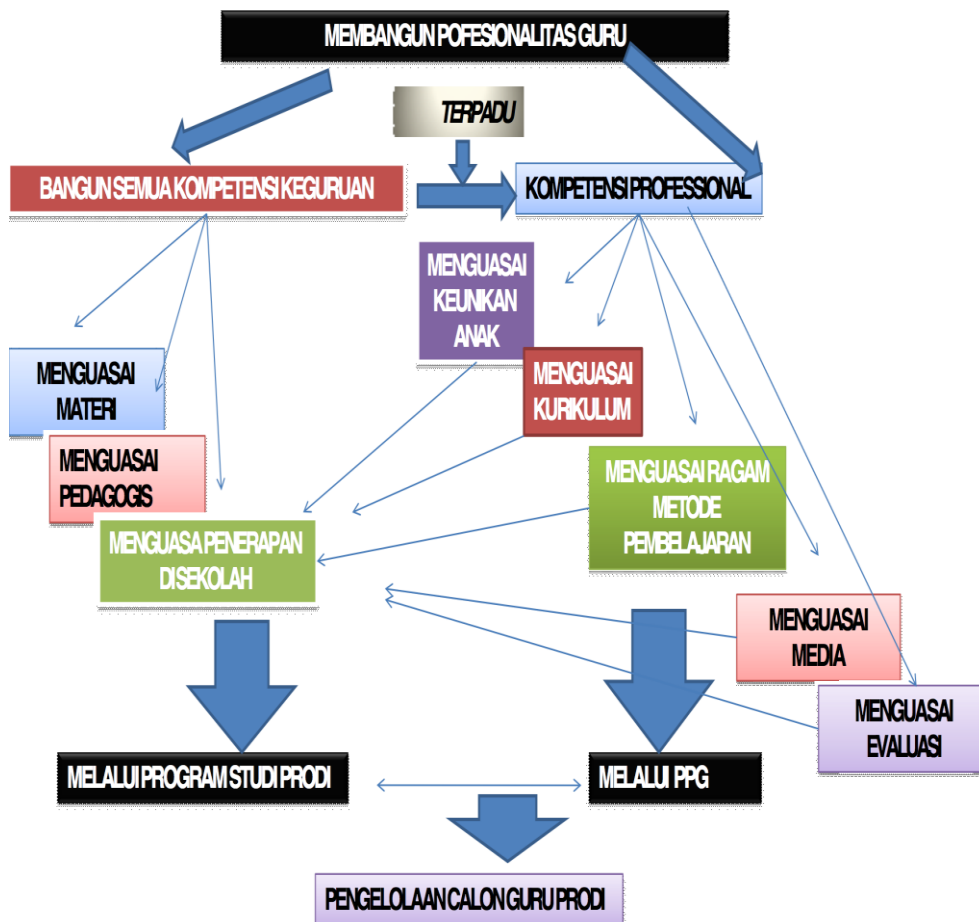 MEMBANGUN POFESIONALITAS GURU
TERPADU
BANGUN SEMUA KOMPETENSI KEGURUAN
KOMPETENSI PROFESSIONAL
MENGUASAI
KEUNIKAN
ANAK
MENGUASAI
KURIKULUM
MENGUASAI
MATERI
MENGUASAI
PEDAGOGIS
MENGUASAI RAGAM
METODE
PEMBELAJARAN
MENGUASA PENERAPAN
DISEKOLAH
MENGUASAI
MEDIA
MENGUASAI
EVALUASI
MELALUI PROGRAM STUDI PRODI
MELALUI PPG
PENGELOLAAN CALON GURU PRODI